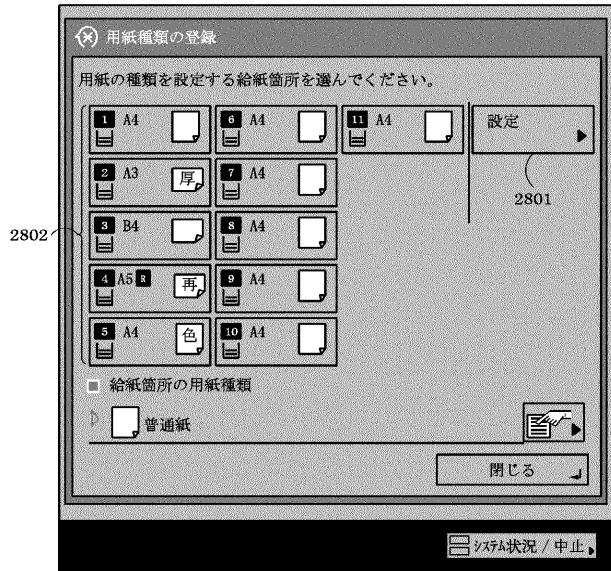 用紙種類の登録
用紙の種類を設定する給紙箇所を選んでください。
1 A4 6 A4 11 A4 設定
2 A3 厚 7 A4
2801
3 B4 8 A4
2802
4 A5 R 再 9 A4
5 A4 色 10 A4
給紙箇所の用紙種類
普通紙
閉じる
システム状況/中止